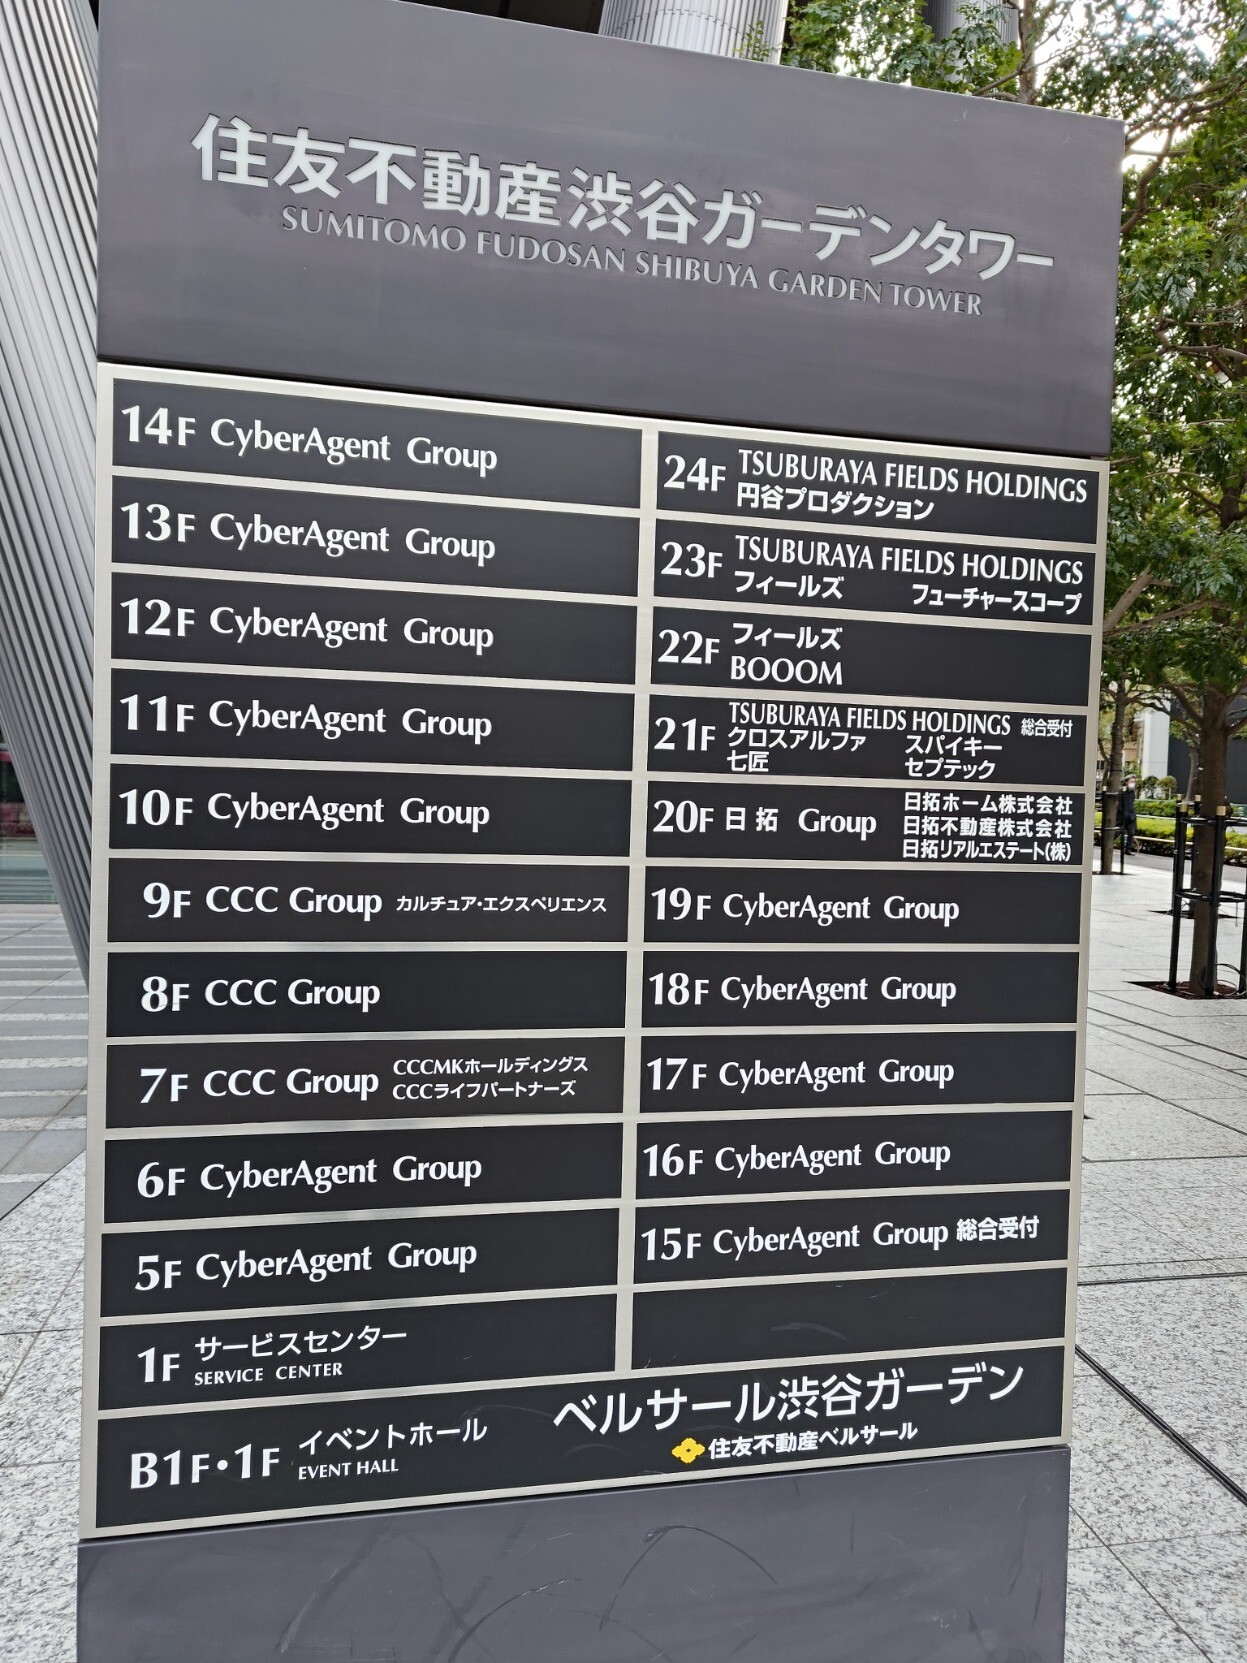 住友不動産渋谷ガーデンタワー
SUMITOMO FUDOSAN SHIBUYA GARDEN TOWER
14F CyberAgent Group
13F CyberAgent Group
12F CyberAgent Group
11F CyberAgent Group
10F CyberAgent Group
9F CCC Group カルチュア・エクスペリエンス
8F CCC Group
7F CCC Group CCCMKホールディングス
CCCライフパートナーズ
6F CyberAgent Group
5F CyberAgent Group
1F サービスセンター
SERVICE CENTER
24F TSUBURAYA FIELDS HOLDINGS
円谷プロダクション
23F TSUBURAYA FIELDS HOLDINGS
フィールズ フューチャースコープ
22F フィールズ
BOOOM
21F TSUBURAYA FIELDS HOLDINGS 総合受付
クロスアルファ スパイキー
七匠 セプテック
20F 日拓 Group 日拓ホーム株式会社
日拓不動産株式会社
日拓リアルエステート(株)
19F CyberAgent Group
18F CyberAgent Group
17F CyberAgent Group
16F CyberAgent Group
15F CyberAgent Group 総合受付
B1F・1F イベントホール
EVENT HALL
ベルサール渋谷ガーデン
住友不動産ベルサール